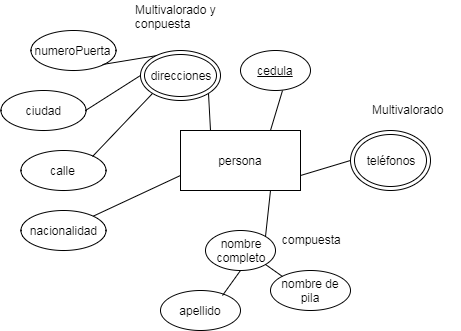 Multivalorado y
conpuesta
numeroPuerta
direcciones
cedula
ciudad
Multivalorado
persona
teléfonos
calle
nacionalidad
nombre
completo
compuesta
nombre de
pila
apellido